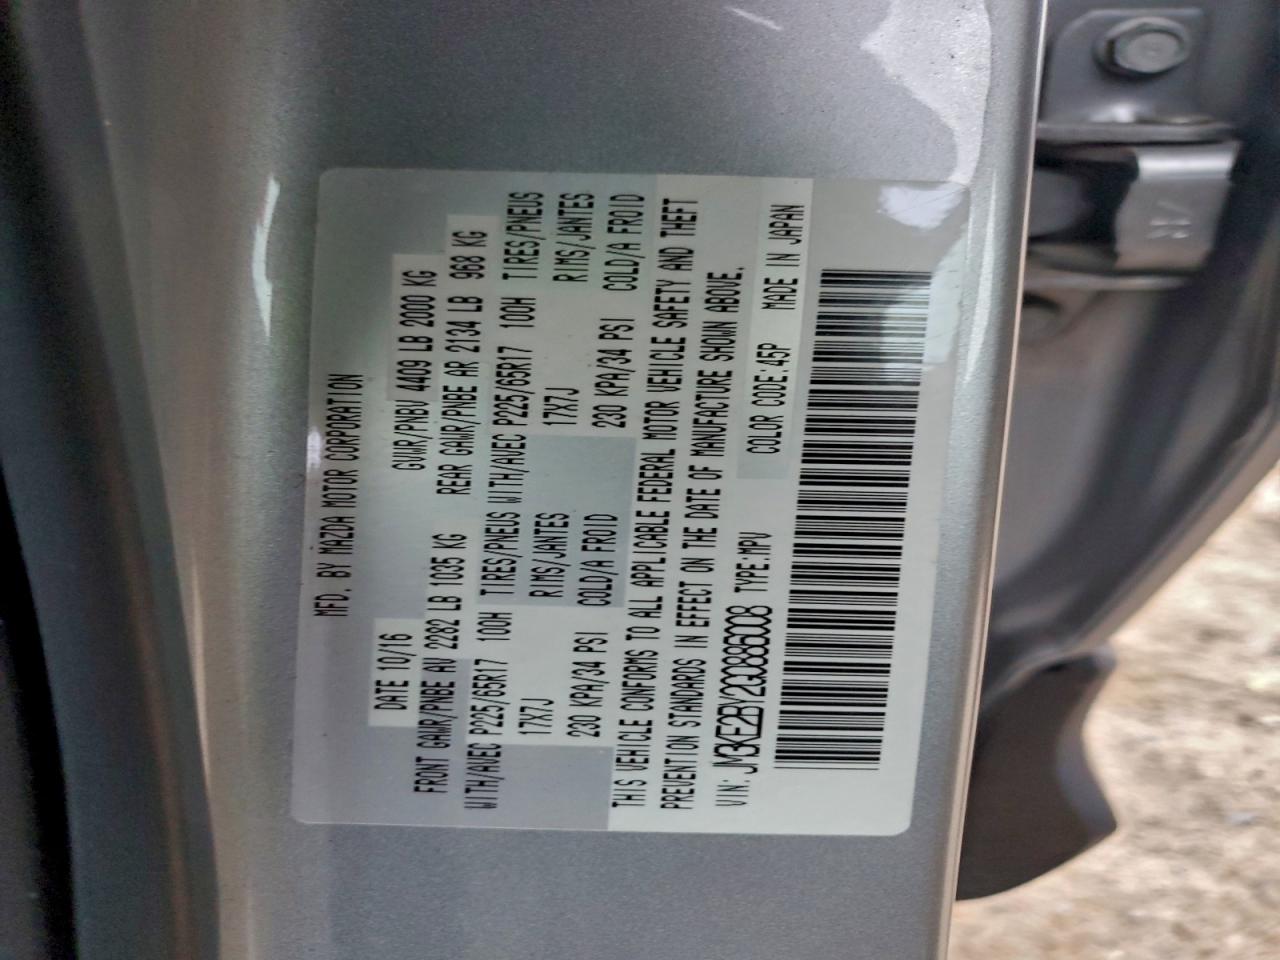 MFD. BY MAZDA MOTOR CORPORATION
DATE 10/16 GVWR/PNBU 4409 LB 2000 KG
FRONT GAWR/PNBE AU 2282 LB 1035 KG REAR GAWR/PNBE AR 2134 LB 968 KG
WITH/AVEC P225/65R17 100H TIRES/PNEUS WITH/AVEC P225/65R17 100H TIRES/PNEUS
17X7J RIMS/JANTES 17X7J RIMS/JANTES
230 KPA/34 PSI COLD/A FROID 230 KPA/34 PSI COLD/A FROID
THIS VEHICLE CONFORMS TO ALL APPLICABLE FEDERAL MOTOR VEHICLE SAFETY AND THEFT
PREVENTION STANDARDS IN EFFECT ON THE DATE OF MANUFACTURE SHOWN ABOVE.
VIN: JM3KE2BY2G0885008 TYPE:MPV COLOR CODE:45P MADE IN JAPAN